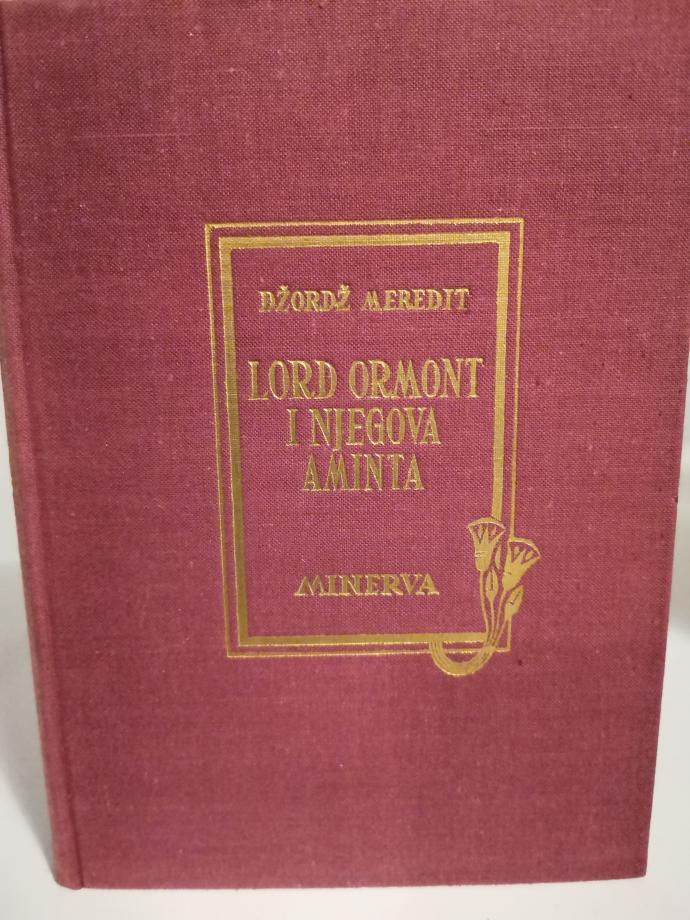 DŽORDŽ MEREDIT
LORD ORMONT
I NJEGOVA
AMINTA
MINERVA